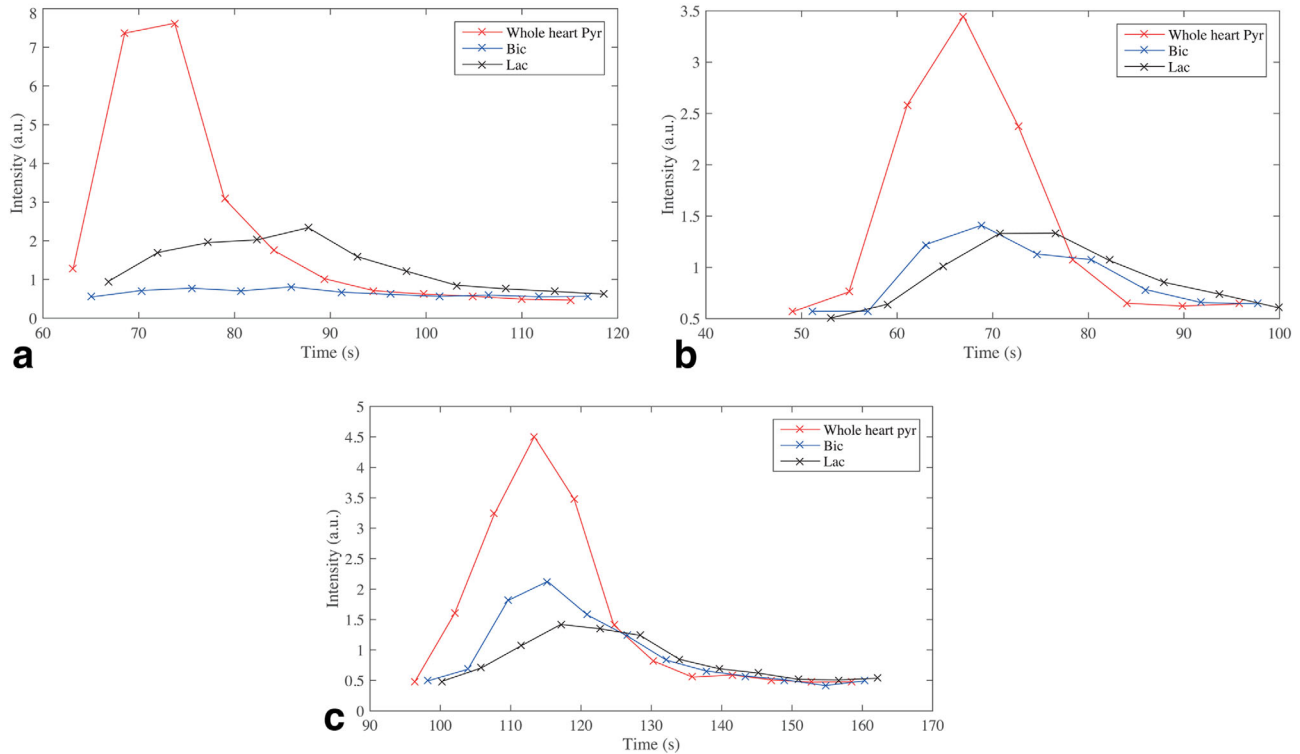 8
7
6
5
4
3
2
1
0
Intensity (a.u.)
Whole heart Pyr
Bic
Lac
60 70 80 90 100 110 120
Time (s)
a
3.5
3
2.5
2
1.5
1
0.5
Intensity (a.u.)
Whole heart Pyr
Bic
Lac
40 50 60 70 80 90 100
Time (s)
b
5
4.5
4
3.5
3
2.5
2
1.5
1
0.5
0
Intensity (a.u.)
Whole heart pyr
Bic
Lac
90 100 110 120 130 140 150 160 170
Time (s)
c